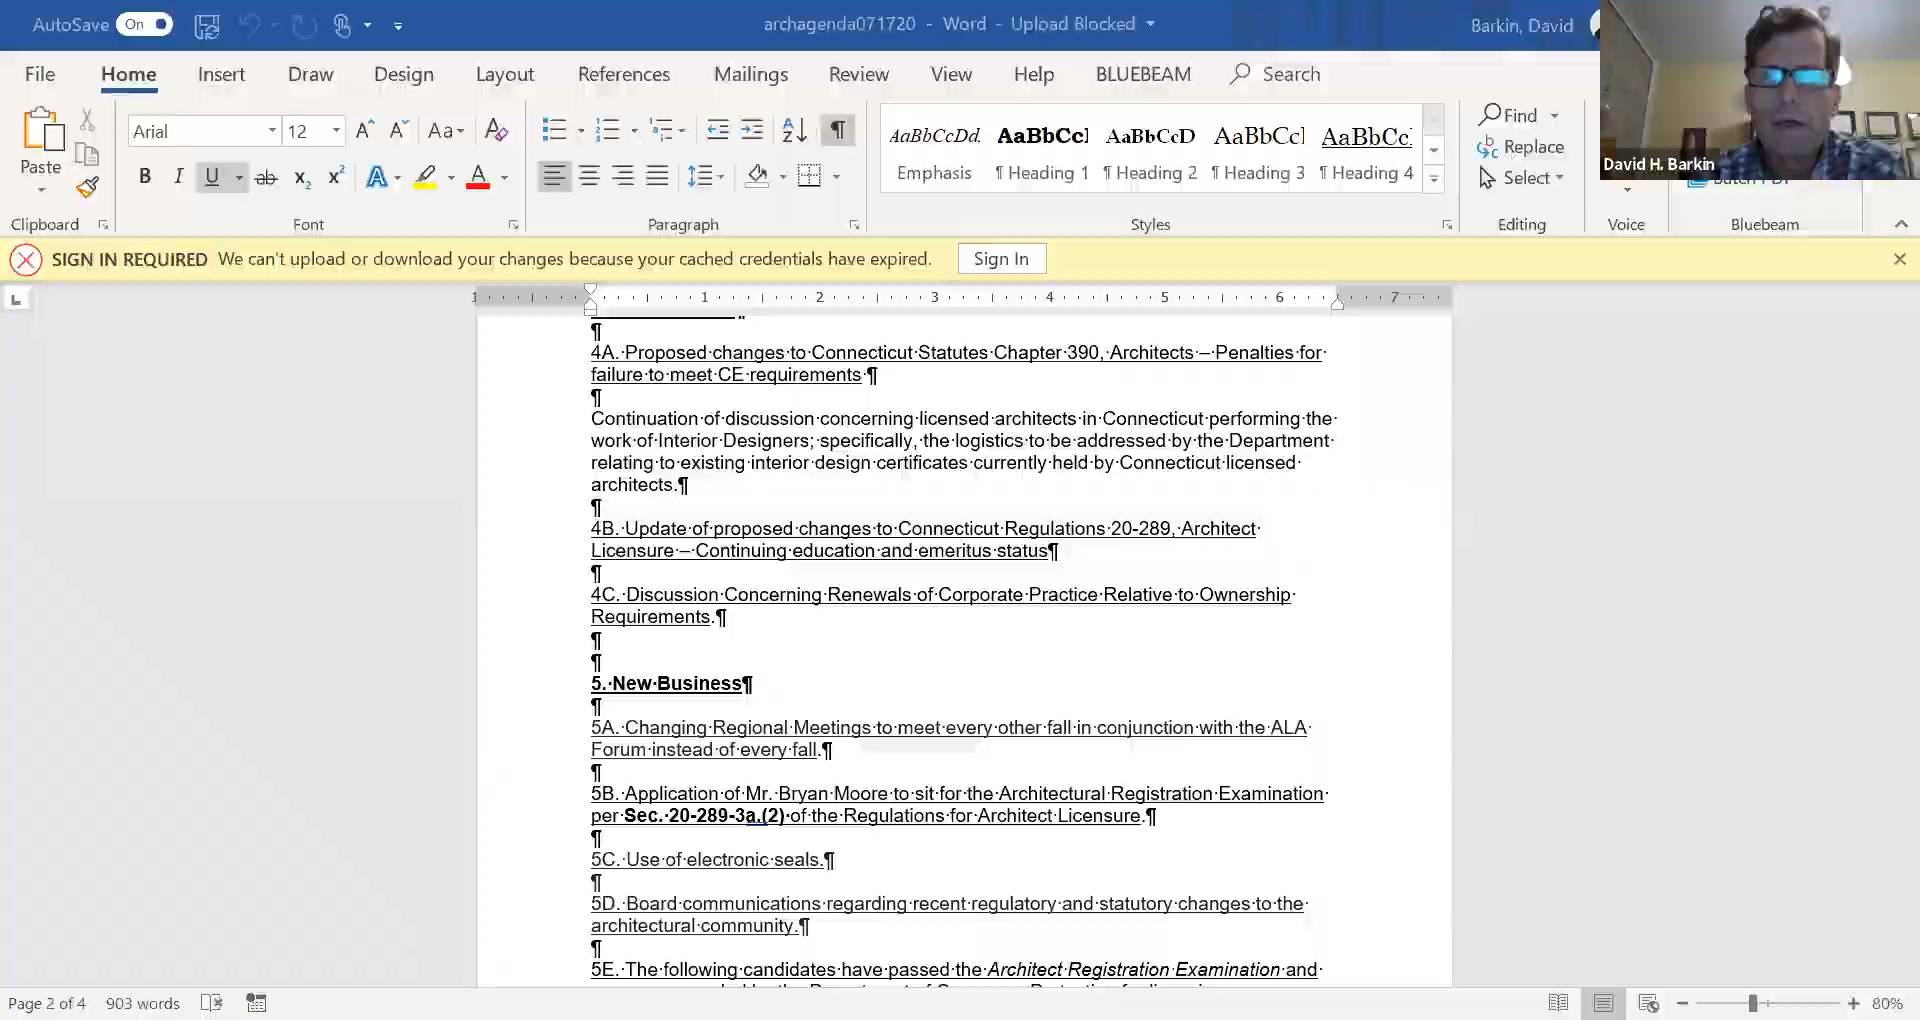 AutoSave On archagenda071720 - Word - Upload Blocked Barkin, David
File Home Insert Draw Design Layout References Mailings Review View Help BLUEBEAM Search
Paste
Arial 12
AaBbCcDd. AaBbCcI AaBbCcD AaBbCcI AaBbCc.
Emphasis ¶ Heading 1 ¶ Heading 2 ¶ Heading 3 ¶ Heading 4
Find
Replace
Select
David H. Barkin
Clipboard Font Paragraph Styles Editing Voice Bluebeam
SIGN IN REQUIRED We can't upload or download your changes because your cached credentials have expired. Sign In
1 1 2 3 4 5 6 7
¶
4A. Proposed changes to Connecticut Statutes Chapter 390, Architects – Penalties for
failure to meet CE requirements ¶
¶
Continuation of discussion concerning licensed architects in Connecticut performing the
work of Interior Designers; specifically, the logistics to be addressed by the Department
relating to existing interior design certificates currently held by Connecticut licensed
architects.¶
¶
4B. Update of proposed changes to Connecticut Regulations 20-289, Architect
Licensure – Continuing education and emeritus status¶
¶
4C. Discussion Concerning Renewals of Corporate Practice Relative to Ownership
Requirements.¶
¶
¶
5. New Business¶
¶
5A. Changing Regional Meetings to meet every other fall in conjunction with the ALA
Forum instead of every fall.¶
¶
5B. Application of Mr. Bryan Moore to sit for the Architectural Registration Examination
per Sec. 20-289-3a.(2) of the Regulations for Architect Licensure.¶
¶
5C. Use of electronic seals.¶
¶
5D. Board communications regarding recent regulatory and statutory changes to the
architectural community.¶
¶
5E. The following candidates have passed the Architect Registration Examination and
Page 2 of 4 903 words 80%